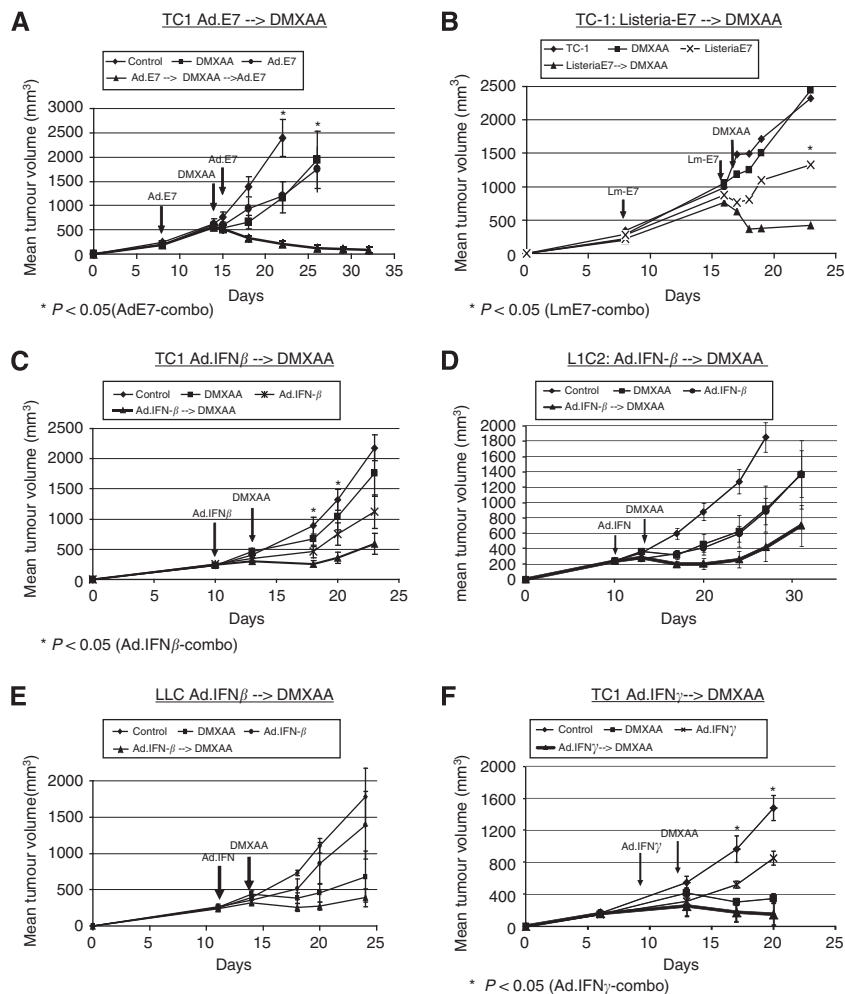 A
TC1 Ad.E7 --> DMXAA
Control DMXAA Ad.E7
Ad.E7 --> DMXAA -->Ad.E7
Mean tumour volume (mm3)
3000
2500
2000
1500
1000
500
0
Ad.E7
DMXAA
Ad.E7
*
*
0 5 10 15 20 25 30 35
Days
* P < 0.05(AdE7-combo)
B
TC-1: Listeria-E7 --> DMXAA
TC-1 DMXAA ListeriaE7
ListeriaE7--> DMXAA
Mean tumour volume (mm3)
2500
2000
1500
1000
500
0
Lm-E7
Lm-E7
DMXAA
*
0 5 10 15 20 25
Days
* P < 0.05 (LmE7-combo)
C
TC1 Ad.IFNβ --> DMXAA
Control DMXAA Ad.IFN-β
Ad.IFN-β --> DMXAA
Mean tumour volume (mm3)
2500
2000
1500
1000
500
0
Ad.IFNβ
DMXAA
*
*
0 5 10 15 20 25
Days
* P < 0.05 (Ad.IFNβ-combo)
D
L1C2: Ad.IFN-β --> DMXAA
Control DMXAA Ad.IFN-β
Ad.IFN-β --> DMXAA
mean tumour volume (mm3)
2000
1800
1600
1400
1200
1000
800
600
400
200
0
Ad.IFN
DMXAA
0 10 20 30
Days
E
LLC Ad.IFNβ --> DMXAA
Control DMXAA Ad.IFN-β
Ad.IFN-β --> DMXAA
Mean tumour volume(mm3)
2000
1500
1000
500
0
Ad.IFN
DMXAA
0 5 10 15 20 25
Days
F
TC1 Ad.IFNγ--> DMXAA
Control DMXAA Ad.IFNγ
Ad.IFNγ--> DMXAA
mean tumour volume (mm3)
2000
1600
1200
800
400
0
Ad.IFNγ
DMXAA
*
*
0 5 10 15 20 25
Days
* P < 0.05 (Ad.IFNγ-combo)